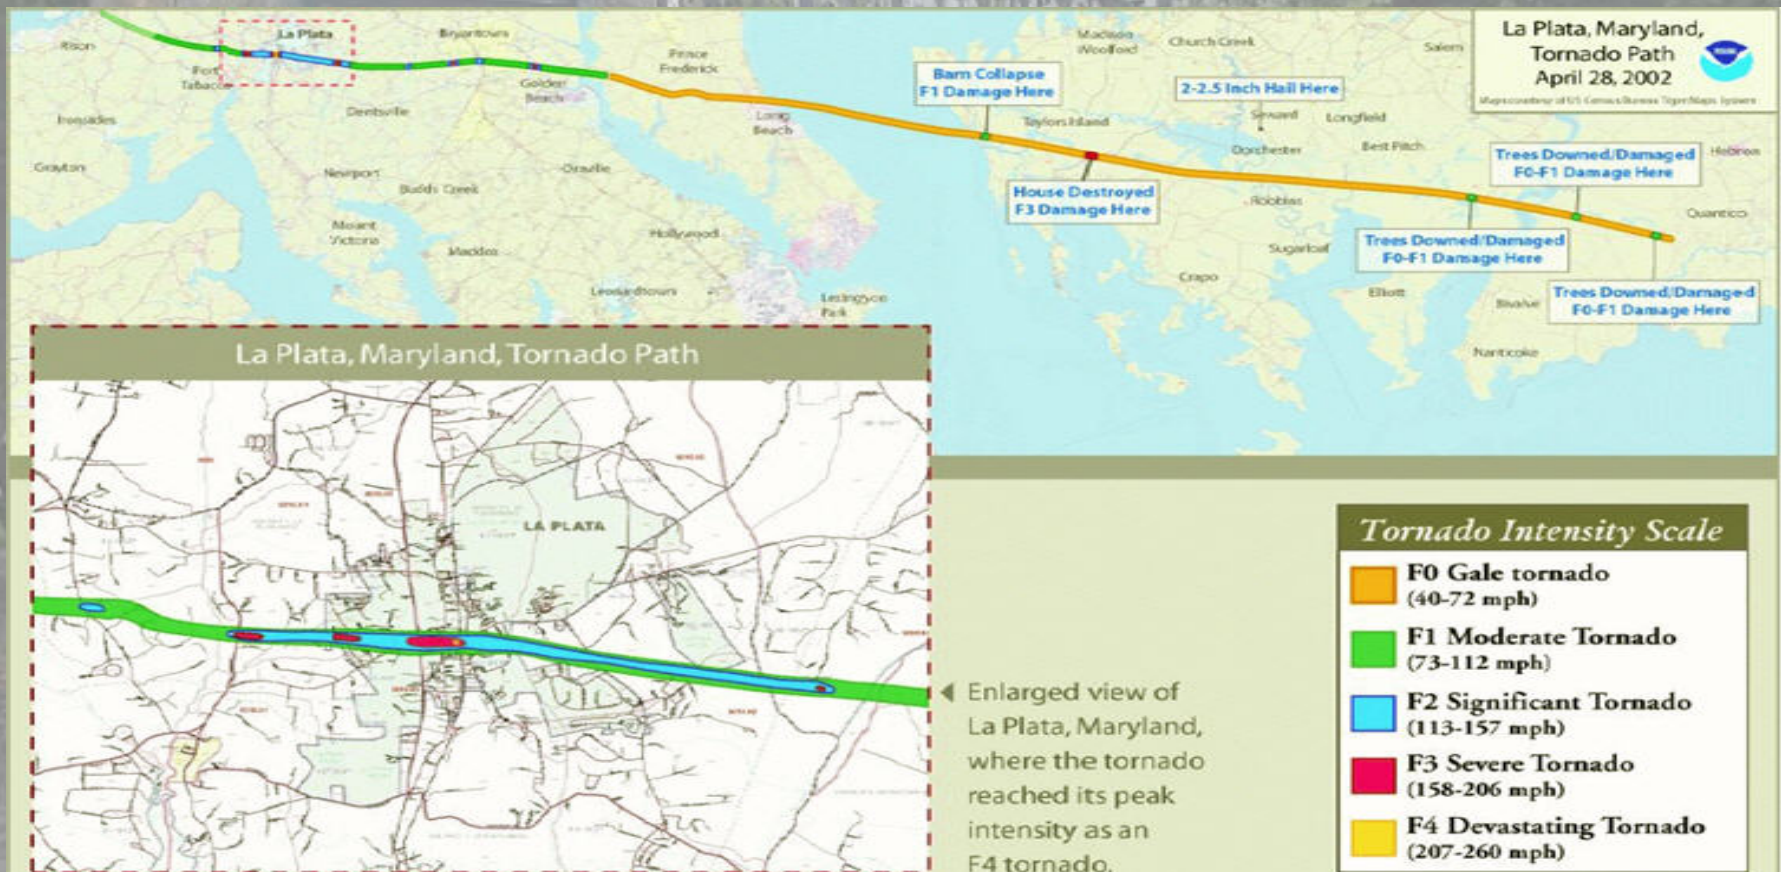 La Plata, Maryland,
Tornado Path
April 28, 2002
Rison
La Plata
Bryantown
Fort
Tobacco
Golden
Beach
Prince
Frederick
Ironsides
Dentsville
Grayton
Newport
Budds Creek
Oraville
Mount
Victoria
Maddox
Hollywood
Leonardtown
Lexington
Park
Long
Beach
Barn Collapse
F1 Damage Here
Madison
Woolford
Church Creek
Salem
2-2.5 Inch Hail Here
Taylors Island
Seward
Longfield
Dorchester
Best Pitch
Trees Downed/Damaged
F0-F1 Damage Here
Hebron
House Destroyed
F3 Damage Here
Robbins
Quantico
Sugarloaf
Trees Downed/Damaged
F0-F1 Damage Here
Crapo
Elliott
Bivalve
Trees Downed/Damaged
F0-F1 Damage Here
Nanticoke
La Plata, Maryland, Tornado Path
LA PLATA
Enlarged view of
La Plata, Maryland,
where the tornado
reached its peak
intensity as an
F4 tornado.
Tornado Intensity Scale
F0 Gale tornado
(40-72 mph)
F1 Moderate Tornado
(73-112 mph)
F2 Significant Tornado
(113-157 mph)
F3 Severe Tornado
(158-206 mph)
F4 Devastating Tornado
(207-260 mph)